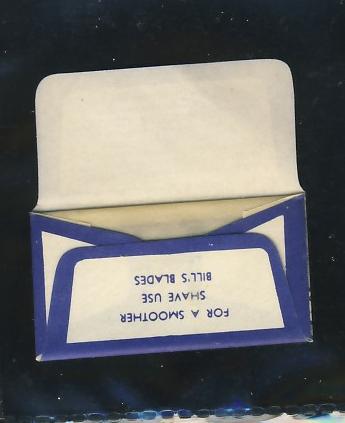 FOR A SMOOTHER
SHAVE USE
BILL'S BLADES